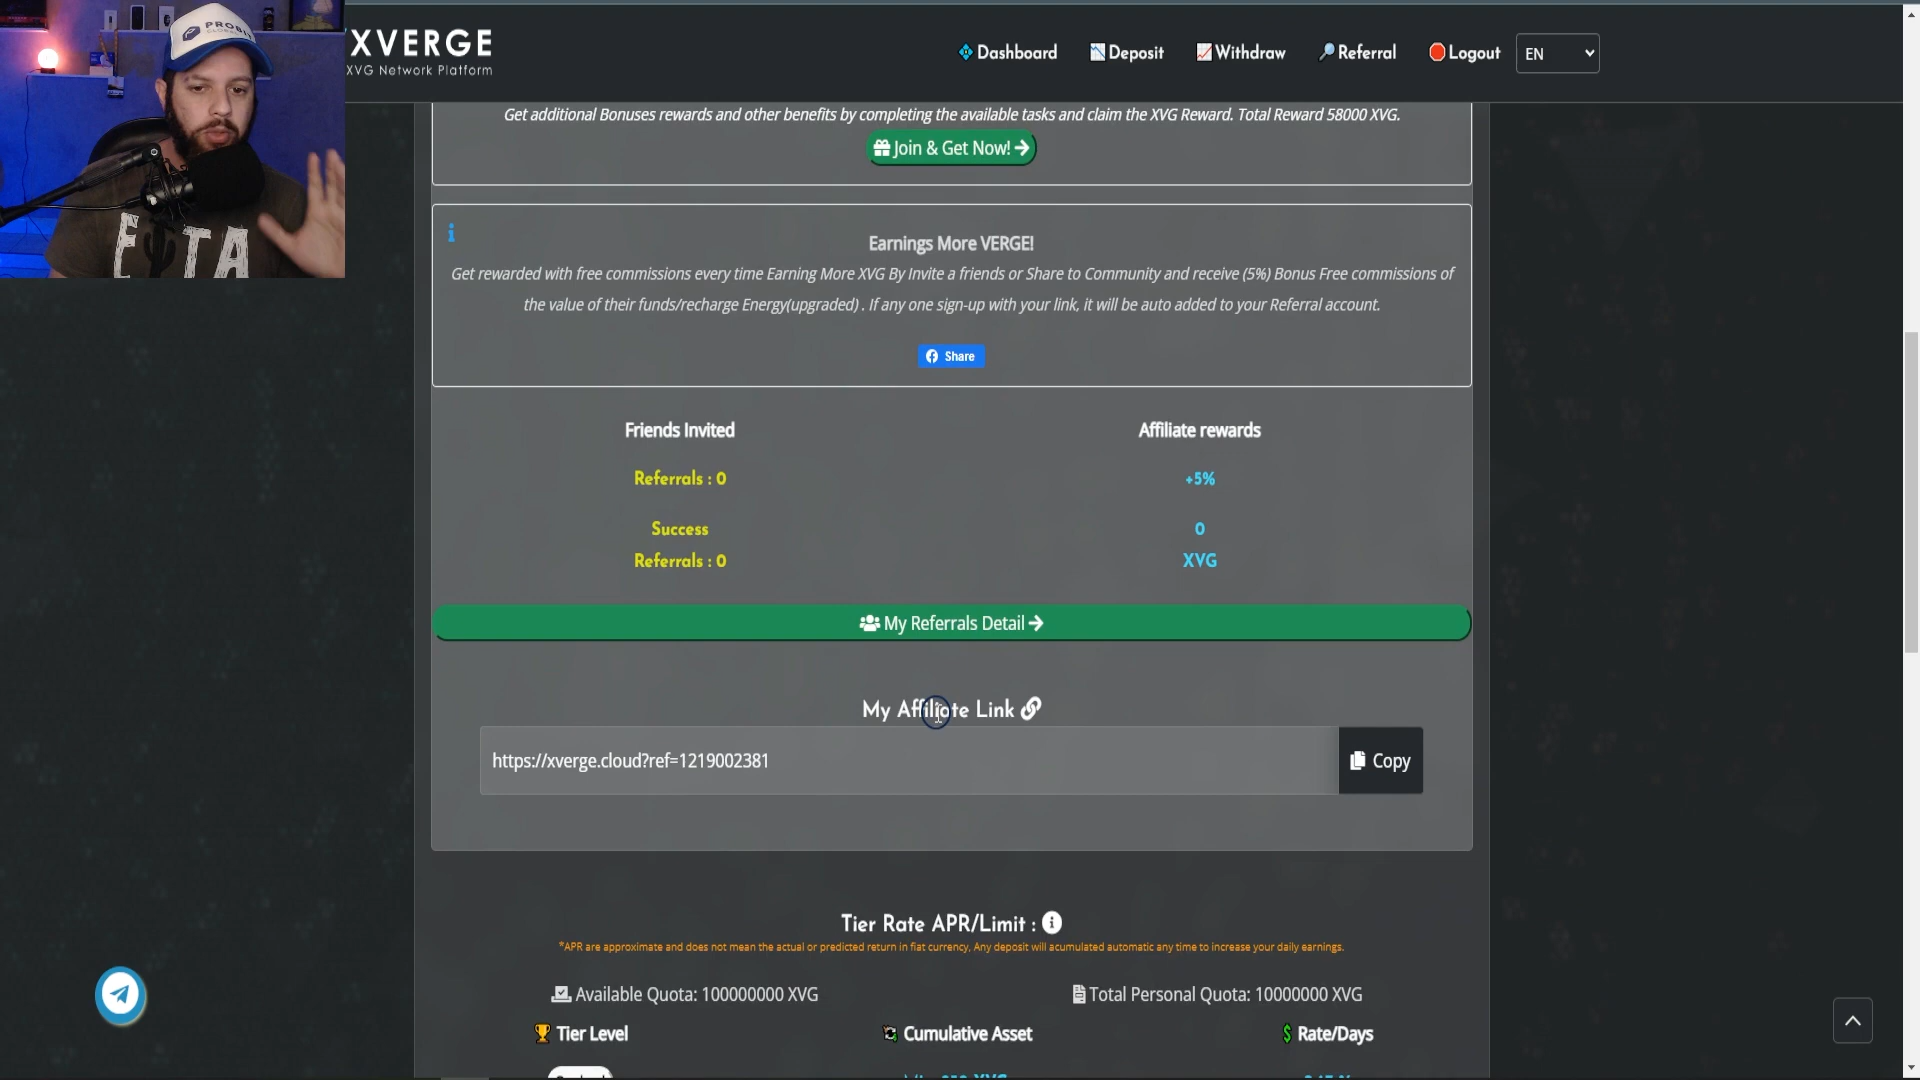 PROBI
E TA
XVERGE
XVG Network Platform
Dashboard
Deposit
Withdraw
Referral
Logout
EN
Get additional Bonuses rewards and other benefits by completing the available tasks and claim the XVG Reward. Total Reward 58000 XVG.
Join & Get Now!
Earnings More VERGE!
Get rewarded with free commissions every time Earning More XVG By Invite a friends or Share to Community and receive (5%) Bonus Free commissions of
the value of their funds/recharge Energy(upgraded) . If any one sign-up with your link, it will be auto added to your Referral account.
Share
Friends Invited
Affiliate rewards
Referrals : 0
+5%
Success
0
Referrals : 0
XVG
My Referrals Detail
My Affiliate Link
https://xverge.cloud?ref=1219002381
Copy
Tier Rate APR/Limit :
*APR are approximate and does not mean the actual or predicted return in fiat currency, Any deposit will acumulated automatic any time to increase your daily earnings.
Available Quota: 100000000 XVG
Total Personal Quota: 10000000 XVG
Tier Level
Cumulative Asset
Rate/Days